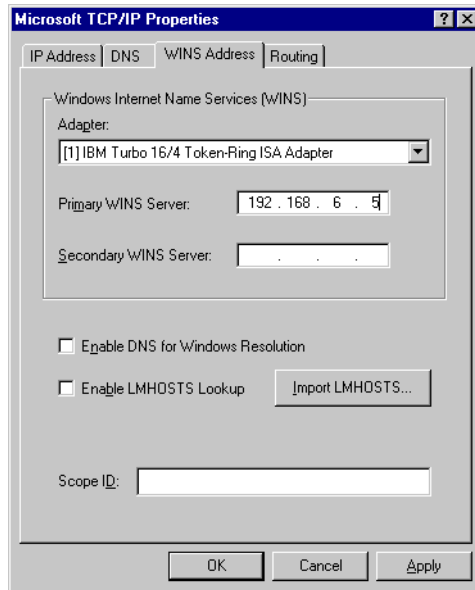 Microsoft TCP/IP Properties
IP Address DNS WINS Address Routing
Windows Internet Name Services (WINS)
Adapter:
[1] IBM Turbo 16/4 Token-Ring ISA Adapter
Primary WINS Server: 192 . 168 . 6 . 5
Secondary WINS Server: . . .
Enable DNS for Windows Resolution
Enable LMHOSTS Lookup Import LMHOSTS...
Scope ID:
OK Cancel Apply